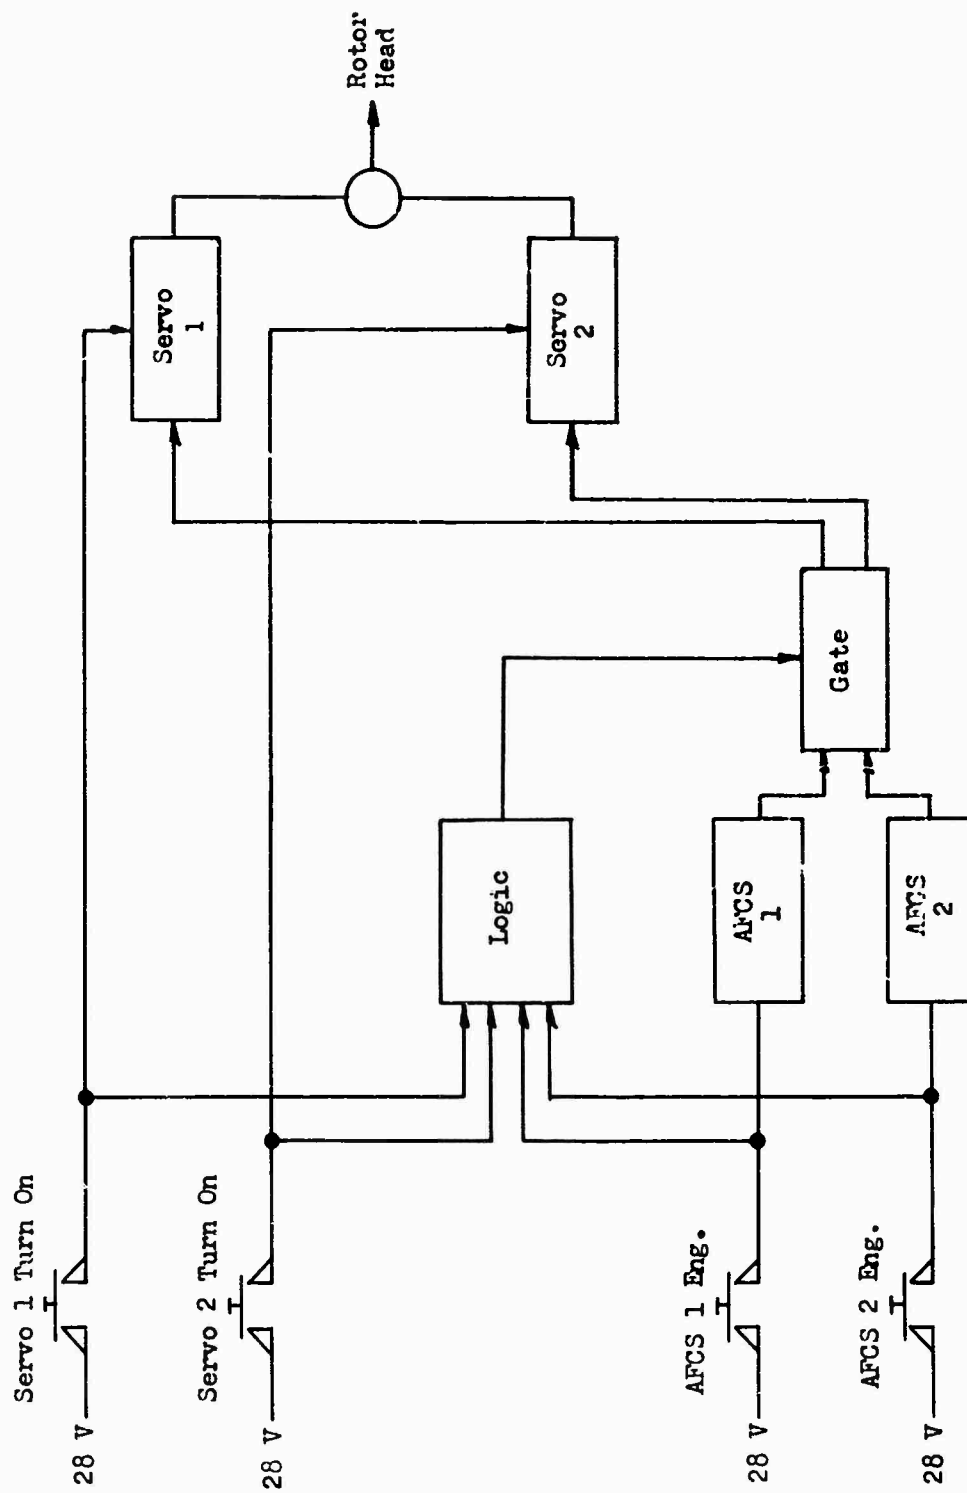 Servo 1 Turn On
28 V
Servo 2 Turn On
28 V
AFCS 1 Eng.
28 V
AFCS 2 Eng.
28 V
Logic
AFCS
1
AFCS
2
Gate
Servo
1
Servo
2
Rotor
Head